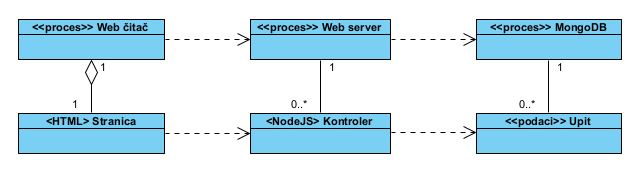 <<proces>> Web čitač
<<proces>> Web server
<<proces>> MongoDB
1
1
1
1
0..*
0..*
<HTML> Stranica
<NodeJS> Kontroler
<<podaci>> Upit